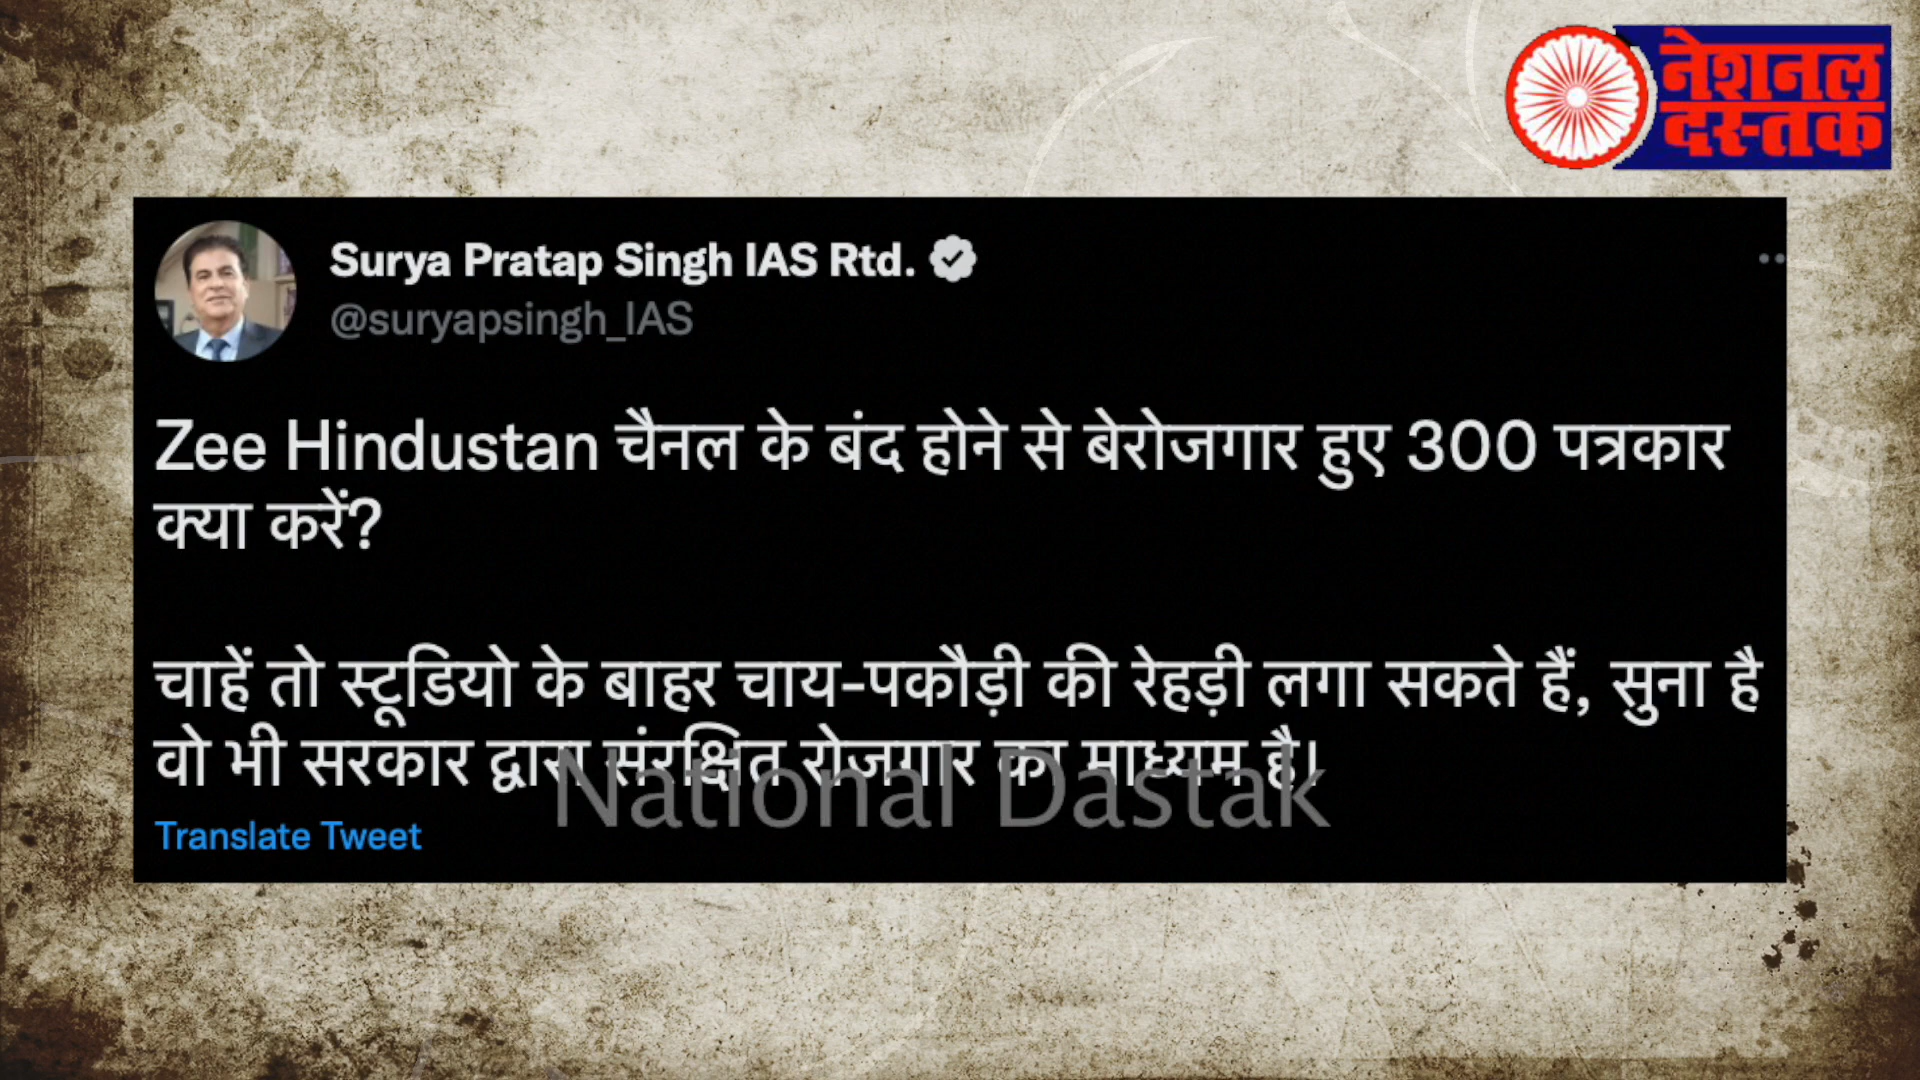 नेशनल
दस्तक
Surya Pratap Singh IAS Rtd.
@suryapsingh_IAS
Zee Hindustan चैनल के बंद होने से बेरोजगार हुए 300 पत्रकार
क्या करें?
चाहें तो स्टूडियो के बाहर चाय-पकौड़ी की रेहड़ी लगा सकते हैं, सुना है
वो भी सरकार द्वारा संरक्षित रोजगार का माध्यम है।
National Dastak
Translate Tweet